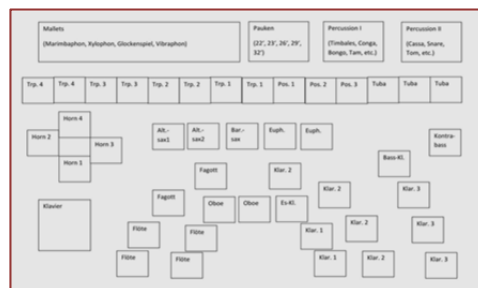 Mallets
(Marimbaphon, Xylophon, Glockenspiel, Vibraphon)
Pauken
(22', 23', 26', 29',
32')
Percussion I
(Timbales, Conga,
Bongo, Tam, etc.)
Percussion II
(Cassa, Snare,
Tom, etc.)
Trp. 4
Trp. 4
Trp. 3
Trp. 3
Trp. 2
Trp. 2
Trp. 1
Trp. 1
Pos. 1
Pos. 2
Pos. 3
Tuba
Tuba
Tuba
Horn 4
Horn 2
Horn 3
Horn 1
Alt.-
sax1
Alt.-
sax2
Bar.-
sax
Euph.
Euph.
Kontra-
bass
Bass-Kl.
Fagott
Klar. 2
Klar. 2
Klar. 3
Klavier
Fagott
Oboe
Oboe
Es-Kl.
Flöte
Flöte
Klar. 1
Klar. 2
Klar. 3
Flöte
Flöte
Klar. 1
Klar. 2
Klar. 3